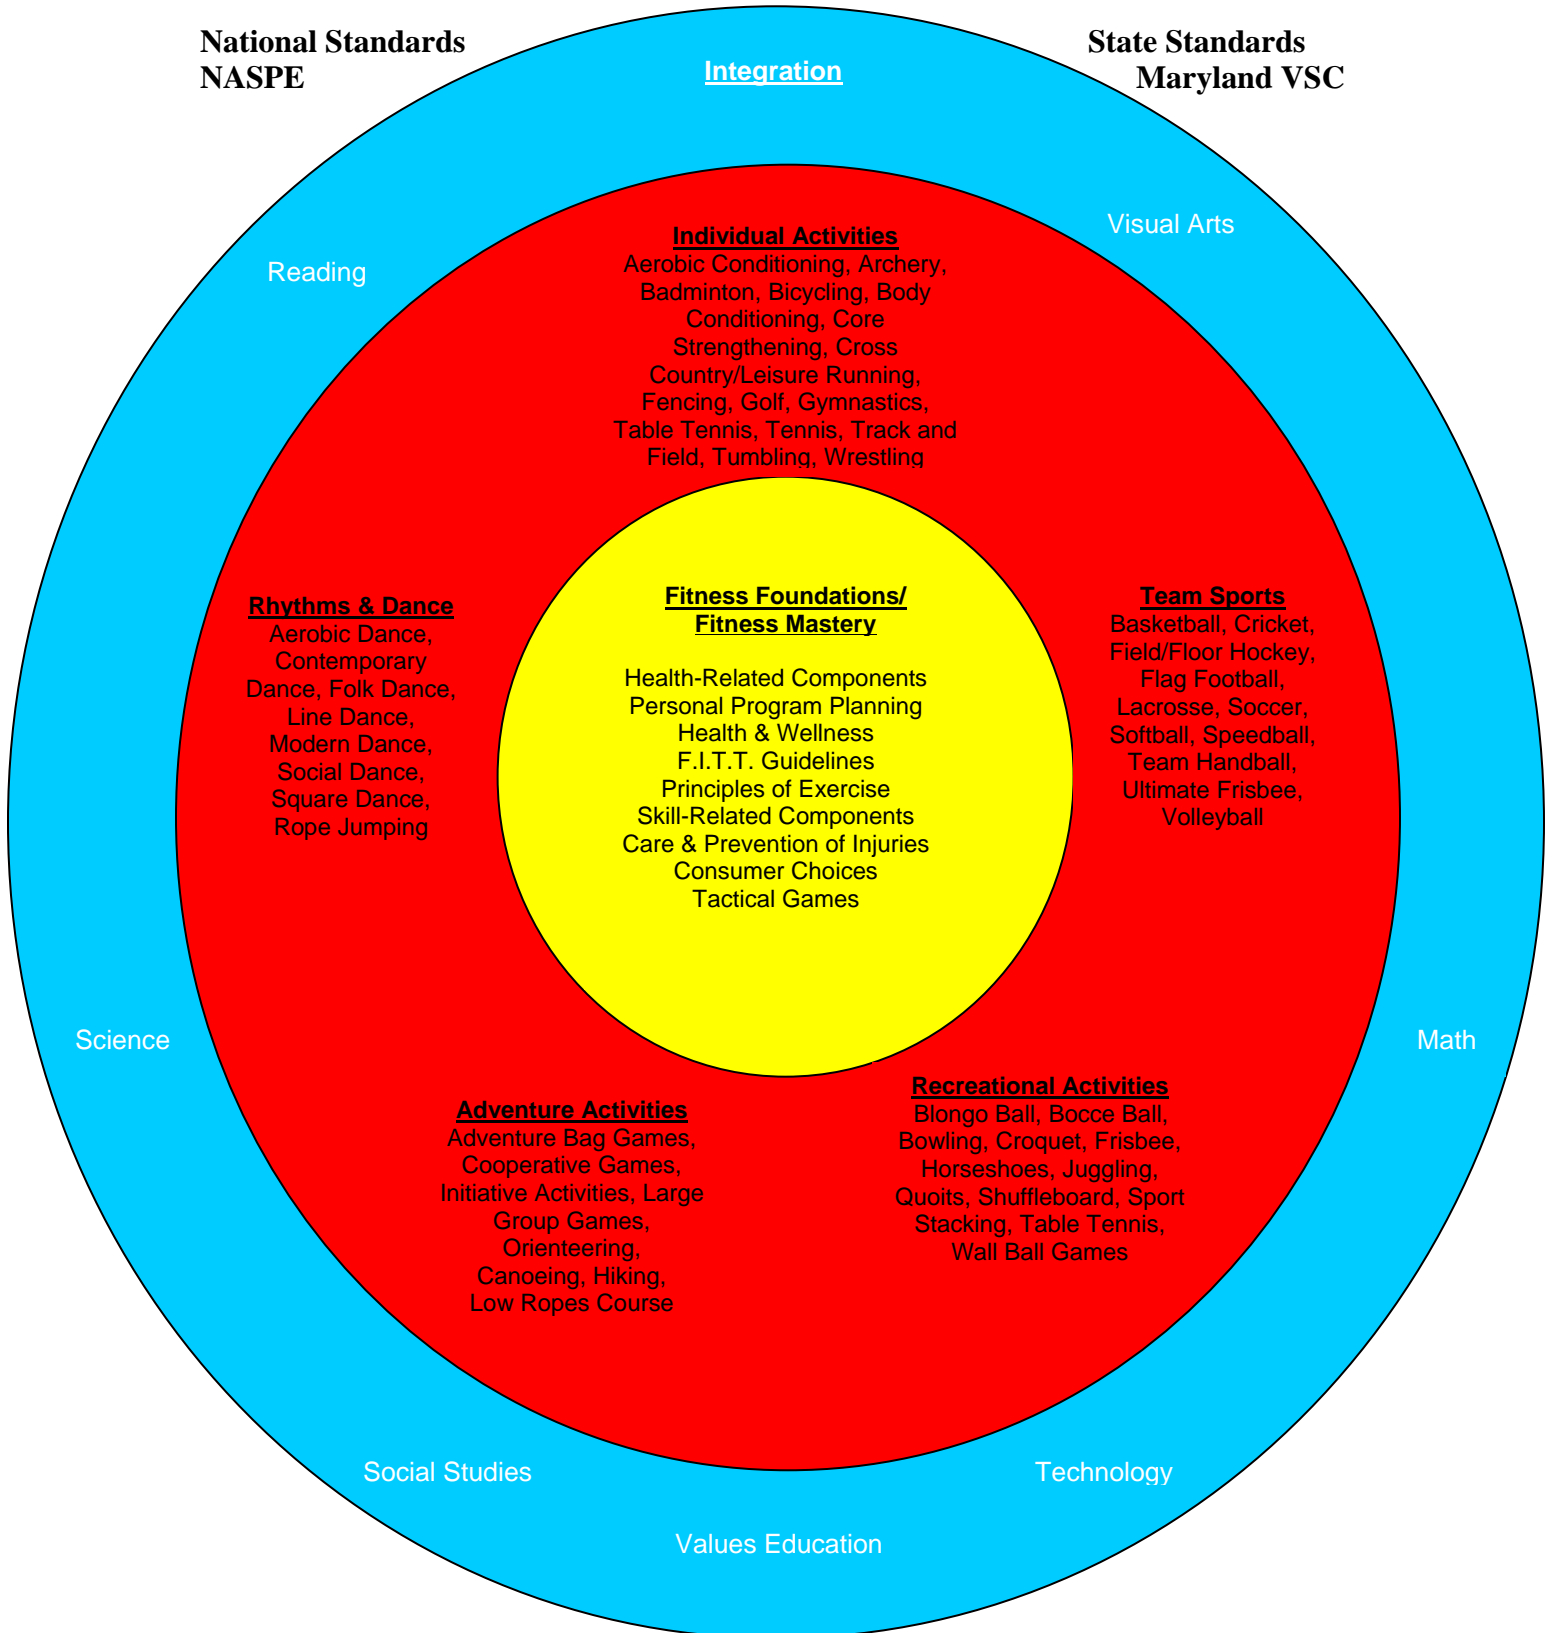 National Standards
NASPE
State Standards
Maryland VSC
Integration
Visual Arts
Reading
Individual Activities
Aerobic Conditioning, Archery,
Badminton, Bicycling, Body
Conditioning, Core
Strengthening, Cross
Country/Leisure Running,
Fencing, Golf, Gymnastics,
Table Tennis, Tennis, Track and
Field, Tumbling, Wrestling
Rhythms & Dance
Aerobic Dance,
Contemporary
Dance, Folk Dance,
Line Dance,
Modern Dance,
Social Dance,
Square Dance,
Rope Jumping
Fitness Foundations/
Fitness Mastery
Health-Related Components
Personal Program Planning
Health & Wellness
F.I.T.T. Guidelines
Principles of Exercise
Skill-Related Components
Care & Prevention of Injuries
Consumer Choices
Tactical Games
Team Sports
Basketball, Cricket,
Field/Floor Hockey,
Flag Football,
Lacrosse, Soccer,
Softball, Speedball,
Team Handball,
Ultimate Frisbee,
Volleyball
Science
Math
Adventure Activities
Adventure Bag Games,
Cooperative Games,
Initiative Activities, Large
Group Games,
Orienteering,
Canoeing, Hiking,
Low Ropes Course
Recreational Activities
Blongo Ball, Bocce Ball,
Bowling, Croquet, Frisbee,
Horseshoes, Juggling,
Quoits, Shuffleboard, Sport
Stacking, Table Tennis,
Wall Ball Games
Social Studies
Technology
Values Education